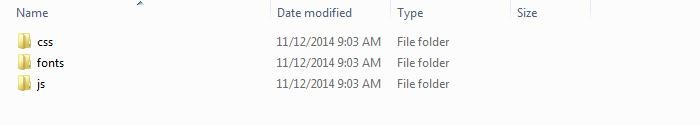 Name Date modified Type Size
css 11/12/2014 9:03 AM File folder
fonts 11/12/2014 9:03 AM File folder
js 11/12/2014 9:03 AM File folder